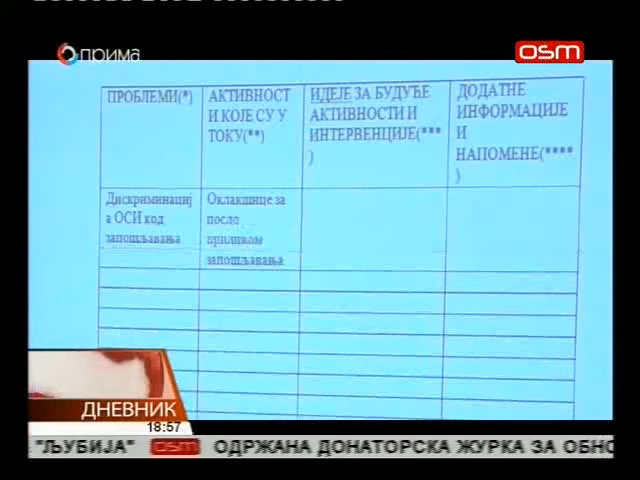 прима
OSM
ПРОБЛЕМИ(*)
АКТИВНОСТ
И КОЈЕ СУ У
ТОКУ(**)
ИДЕЈЕ ЗА БУДУЋЕ
АКТИВНОСТИ И
ИНТЕРВЕНЦИЈЕ(***
)
ДОДАТНЕ
ИНФОРМАЦИЈЕ
И
НАПОМЕНЕ(****
)
Дискриминациј
а ОСИ код
запошљавања
Олакшице за
посло
приликом
запошљавања
ДНЕВНИК
18:57
"ЉУБИЈА" OSM ОДРЖАНА ДОНАТОРСКА ЖУРКА ЗА ОБНО